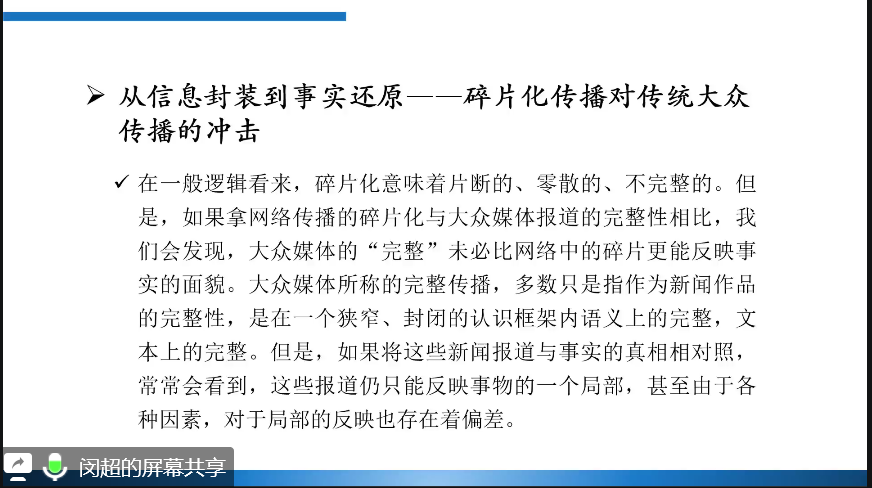 从信息封装到事实还原——碎片化传播对传统大众
传播的冲击
在一般逻辑看来，碎片化意味着片断的、零散的、不完整的。但
是，如果拿网络传播的碎片化与大众媒体报道的完整性相比，我
们会发现，大众媒体的“完整”未必比网络中的碎片更能反映事
实的面貌。大众媒体所称的完整传播，多数只是指作为新闻作品
的完整性，是在一个狭窄、封闭的认识框架内语义上的完整，文
本上的完整。但是，如果将这些新闻报道与事实的真相相对照，
常常会看到，这些报道仍只能反映事物的一个局部，甚至由于各
种因素，对于局部的反映也存在着偏差。
闵超的屏幕共享